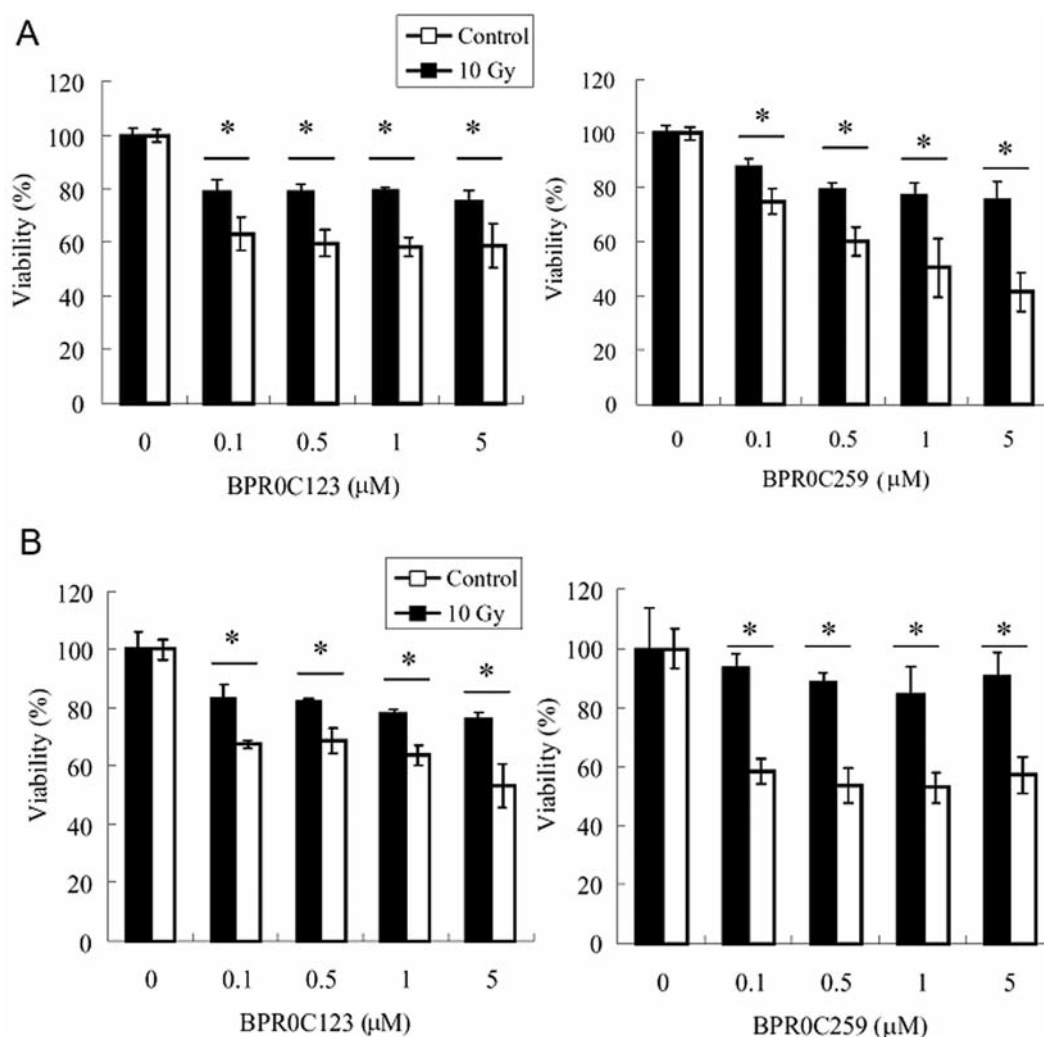 A
Control
10 Gy
120
100
80
60
40
20
0
Viability (%)
* * * *
0 0.1 0.5 1 5
BPR0C123 (μM)
120
100
80
60
40
20
0
Viability (%)
* * * *
0 0.1 0.5 1 5
BPR0C259 (μM)
B
Control
10 Gy
120
100
80
60
40
20
0
Viability (%)
* * * *
0 0.1 0.5 1 5
BPR0C123 (μM)
120
100
80
60
40
20
0
Viability (%)
* * * *
0 0.1 0.5 1 5
BPR0C259 (μM)